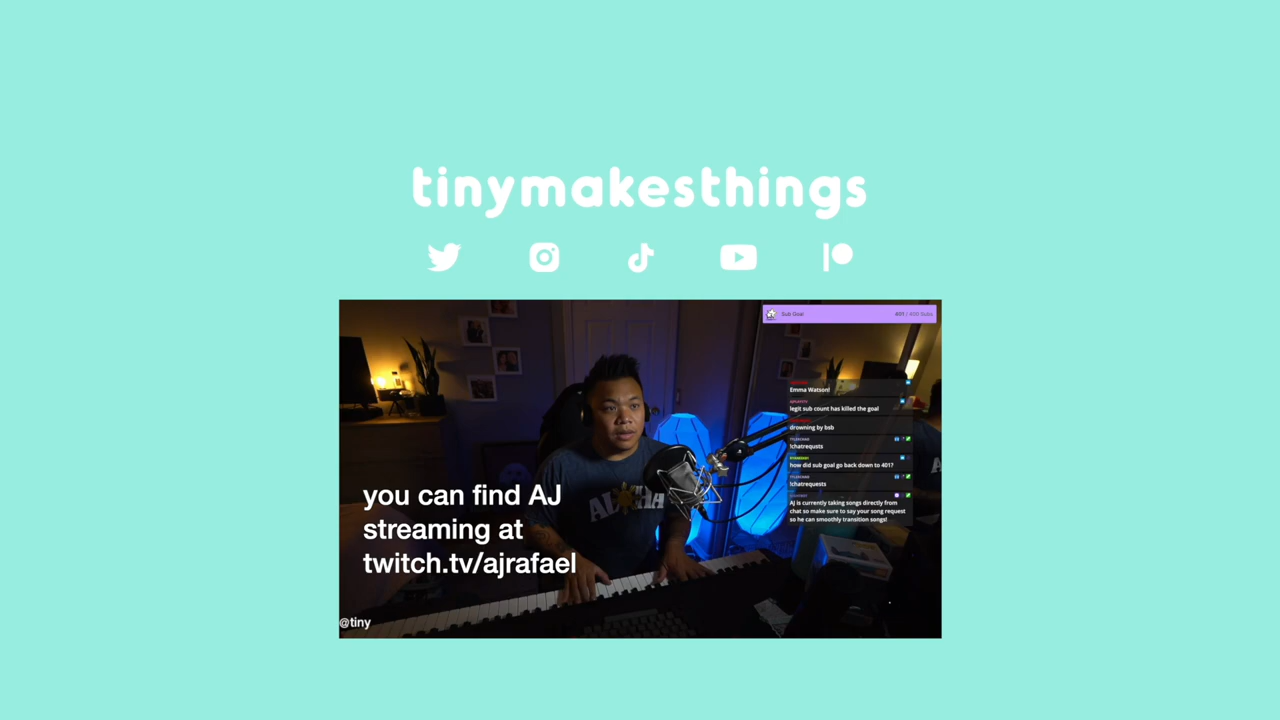 tinymakesthings
Sub Goal 401 / 400 Subs
Emma Watson!
legit sub count has killed the goal
drowning by bsb
!chatrequsts
how did sub goal go back down to 401?
!chatrequests
AJ is currently taking songs directly from
chat so make sure to say your song request
so he can smoothly transition songs!
you can find AJ
streaming at
twitch.tv/ajrafael
@tiny